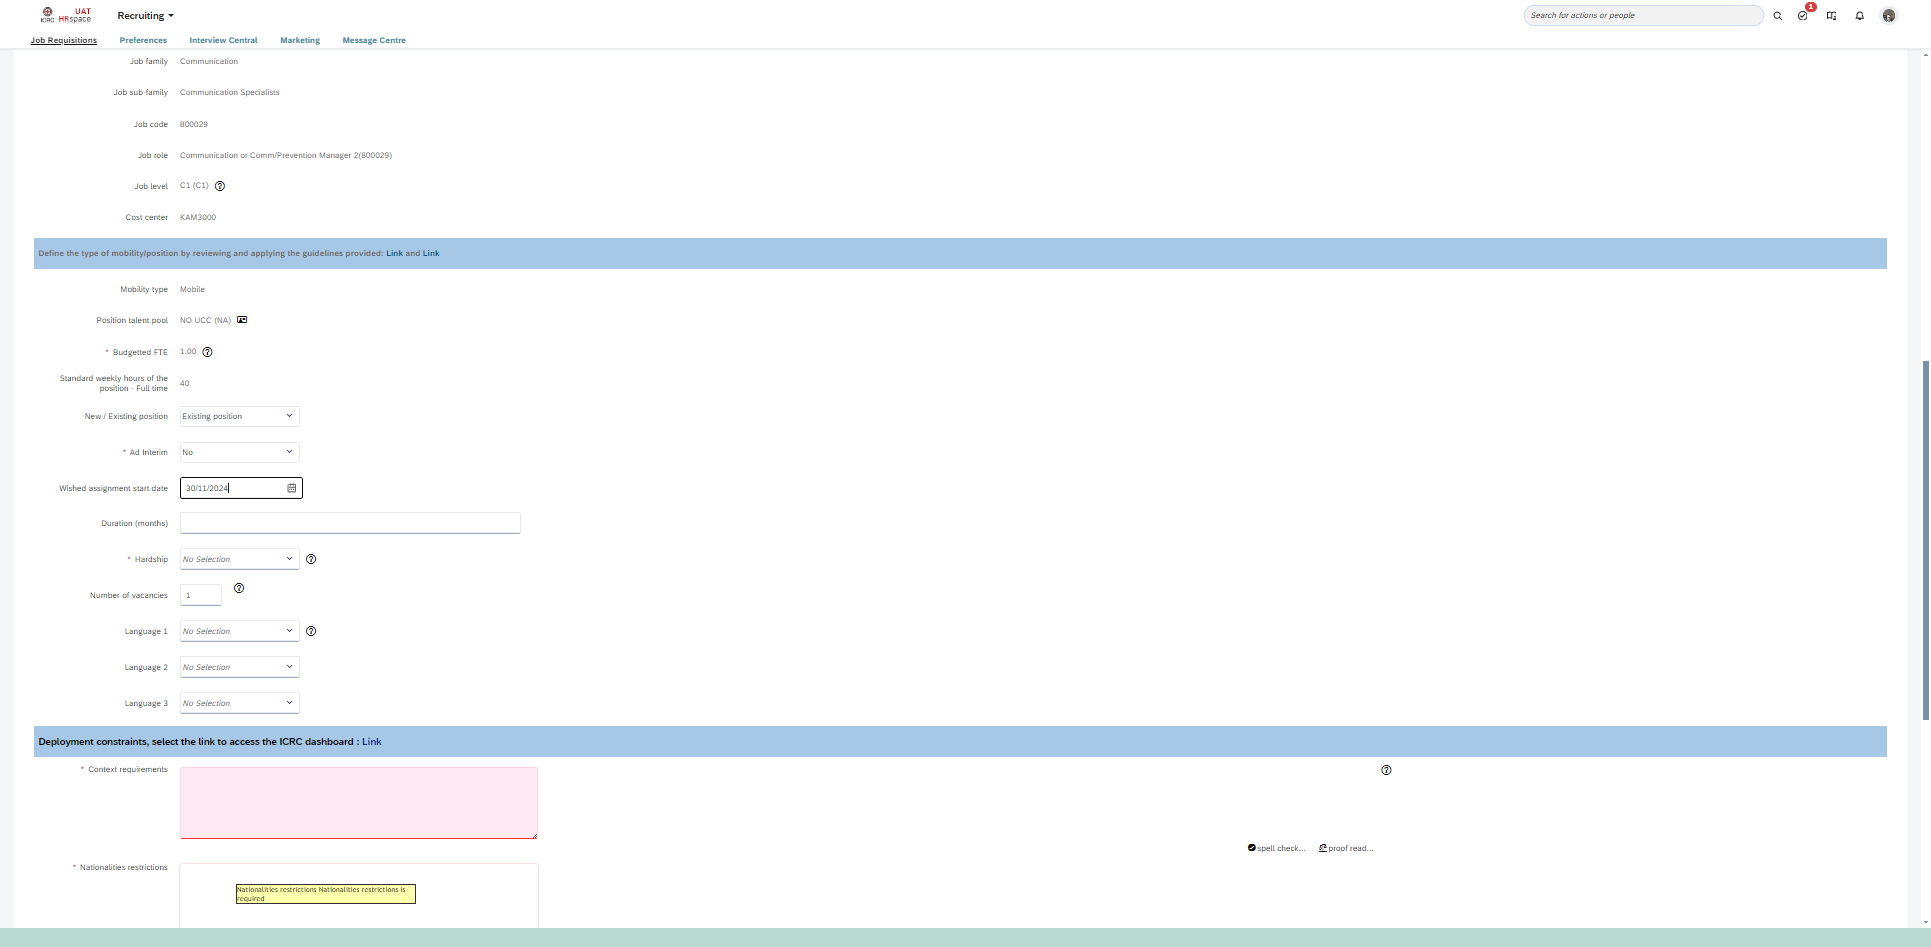 UAT
ICRC HRspace
Recruiting
Search for actions or people
1
Job Requisitions Preferences Interview Central Marketing Message Centre
Job family Communication
Job sub-family Communication Specialists
Job code 800029
Job role Communication or Comm/Prevention Manager 2(800029)
Job level C1 (C1) ?
Cost center KAM3000
Define the type of mobility/position by reviewing and applying the guidelines provided: Link and Link
Mobility type Mobile
Position talent pool NO UCC (NA)
* Budgetted FTE 1.00 ?
Standard weekly hours of the
position - Full time 40
New / Existing position Existing position
* Ad Interim No
Wished assignment start date 30/11/2024
Duration (months)
* Hardship No Selection ?
Number of vacancies 1 ?
Language 1 No Selection ?
Language 2 No Selection
Language 3 No Selection
Deployment constraints, select the link to access the ICRC dashboard : Link
* Context requirements ?
spell check... proof read...
* Nationalities restrictions
Nationalities restrictions Nationalities restrictions is
required